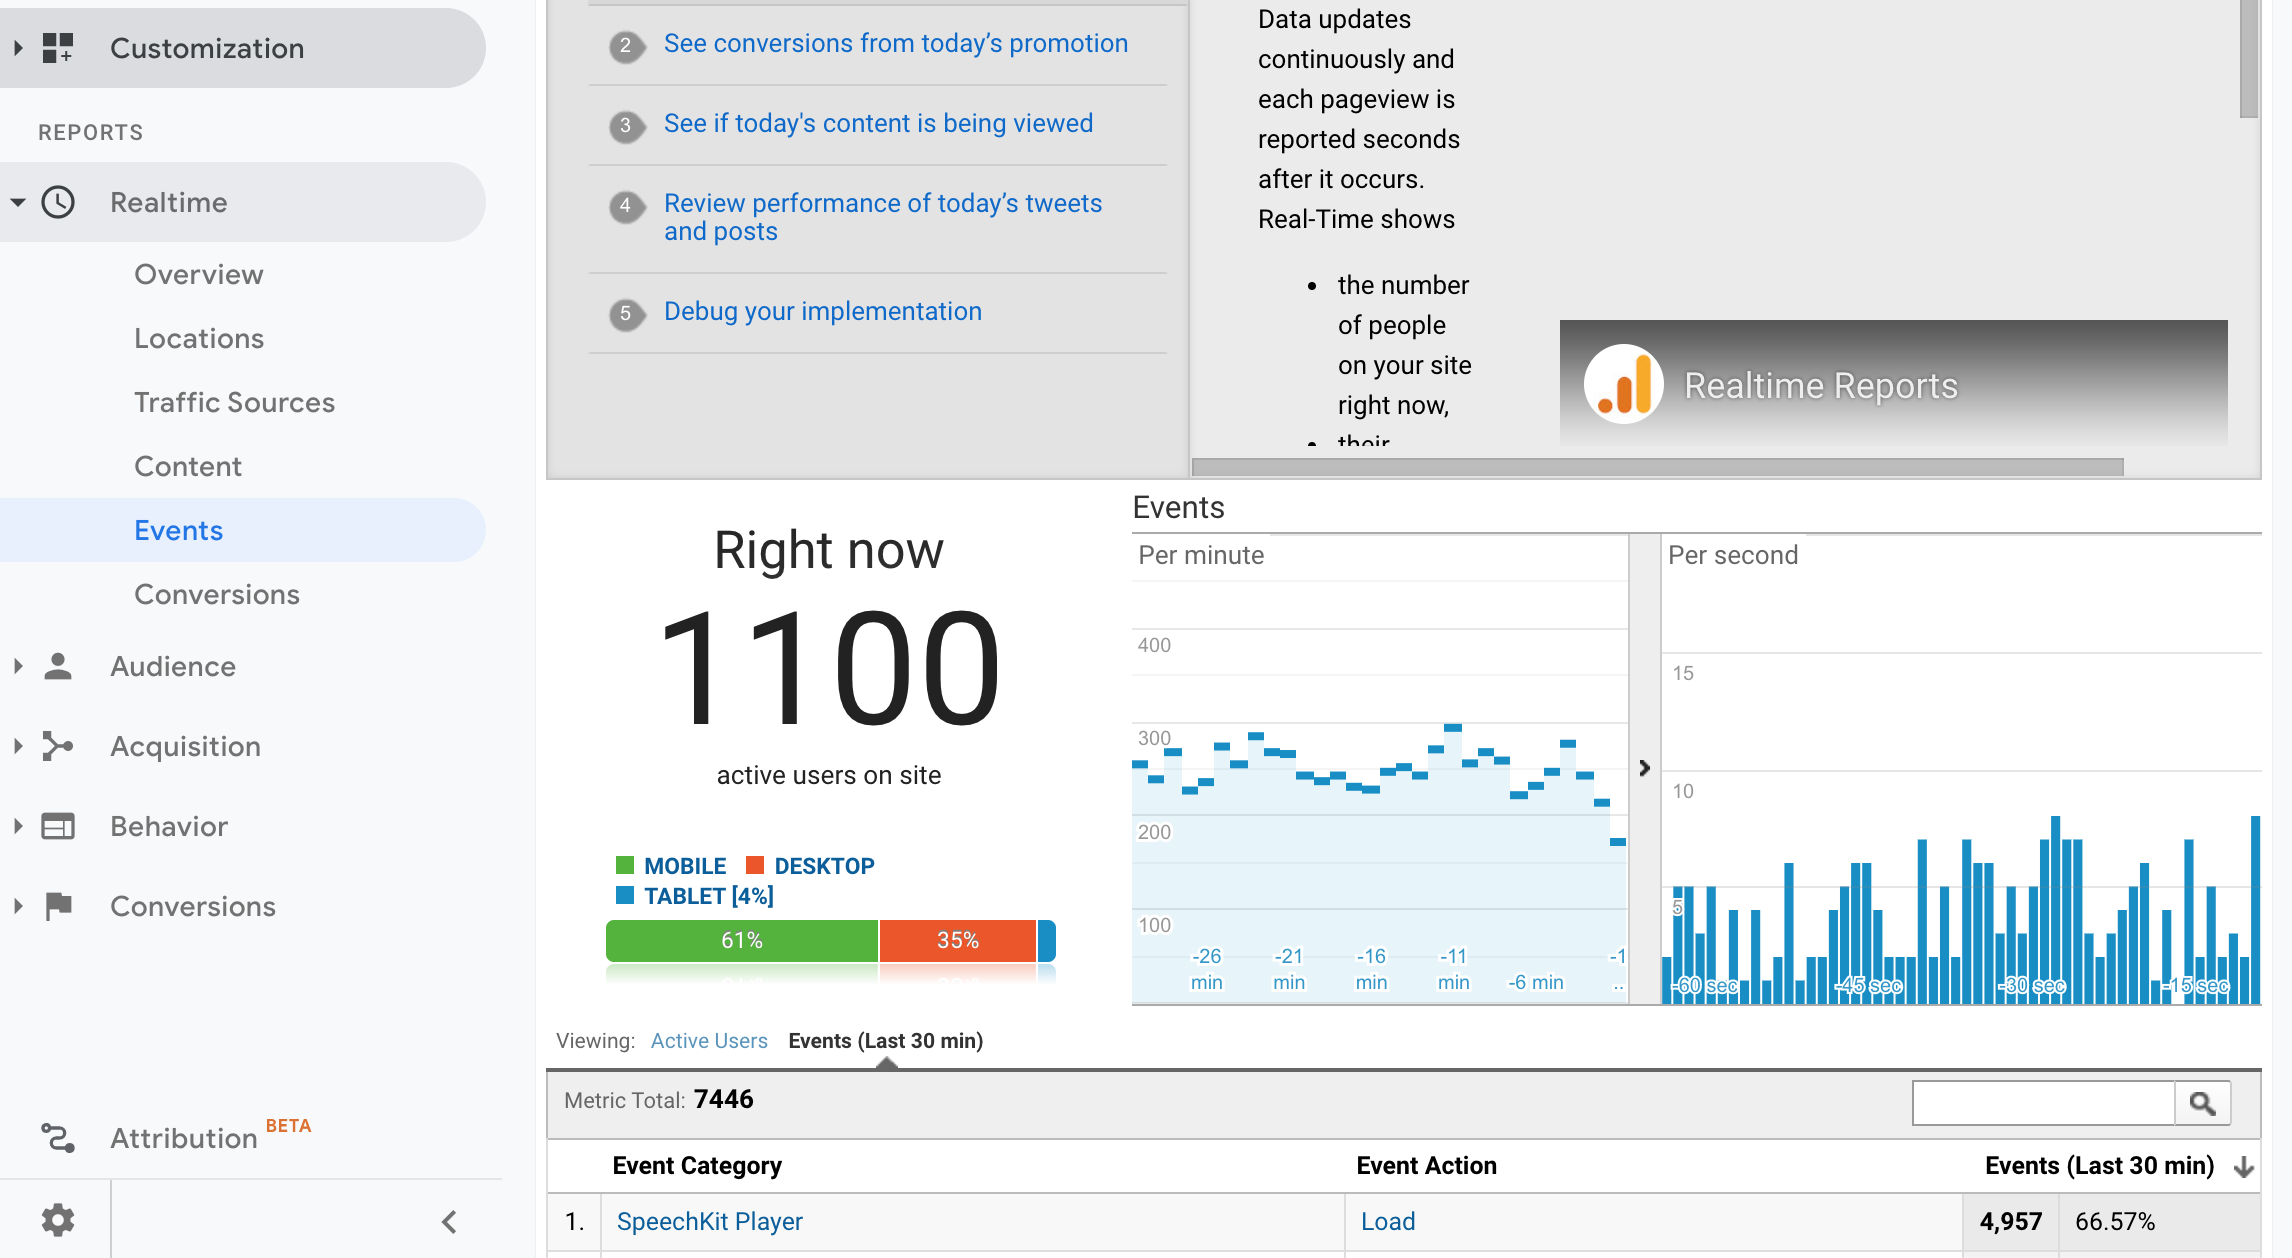 Customization
REPORTS
Realtime
Overview
Locations
Traffic Sources
Content
Events
Conversions
Audience
Acquisition
Behavior
Conversions
Attribution BETA
2 See conversions from today’s promotion
3 See if today's content is being viewed
4 Review performance of today’s tweets
and posts
5 Debug your implementation
Data updates
continuously and
each pageview is
reported seconds
after it occurs.
Real-Time shows
• the number
of people
on your site
right now,
• their
Realtime Reports
Right now
1100
active users on site
MOBILE DESKTOP
TABLET [4%]
61% 35%
Events
Per minute
400
300
200
100
-26 min
-21 min
-16 min
-11 min
-6 min
-1 ..
Per second
15
10
5
-60 sec
-45 sec
-30 sec
-15 sec
Viewing: Active Users Events (Last 30 min)
Metric Total: 7446
Event Category Event Action Events (Last 30 min)
1. SpeechKit Player Load 4,957 66.57%